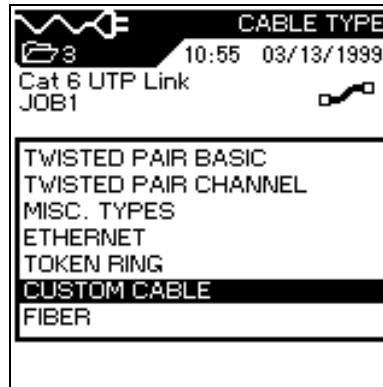 CABLE TYPE
3 10:55 03/13/1999
Cat 6 UTP Link
JOB1
TWISTED PAIR BASIC
TWISTED PAIR CHANNEL
MISC. TYPES
ETHERNET
TOKEN RING
CUSTOM CABLE
FIBER